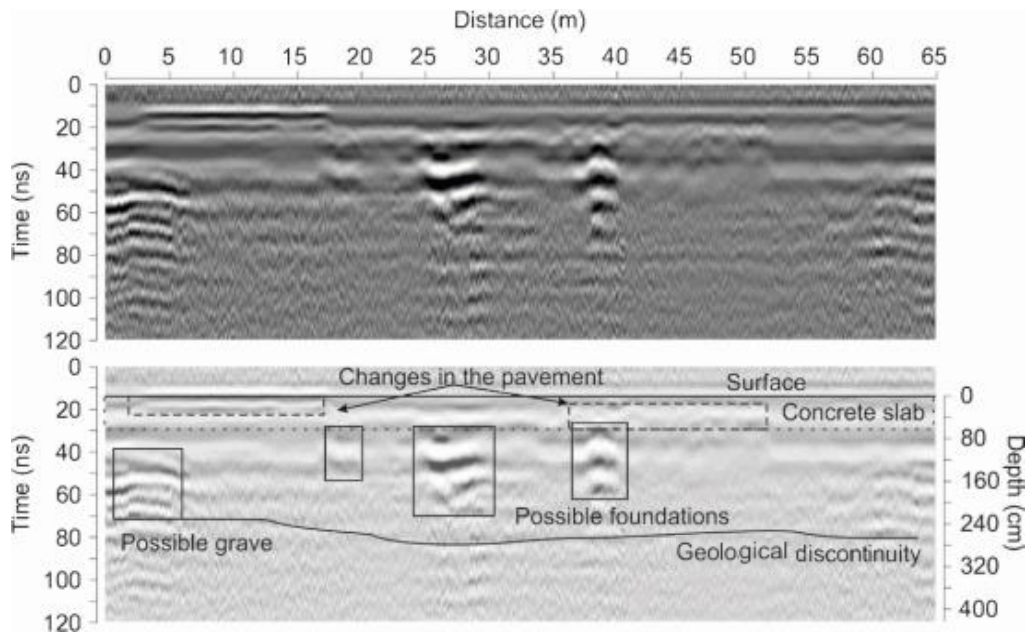 Distance (m)
0 5 10 15 20 25 30 35 40 45 50 55 60 65
Time (ns)
0
20
40
60
80
100
120
Changes in the pavement
Surface
Concrete slab
Possible foundations
Possible grave
Geological discontinuity
Time (ns)
0
20
40
60
80
100
120
Depth (cm)
0
80
160
240
280
360
400